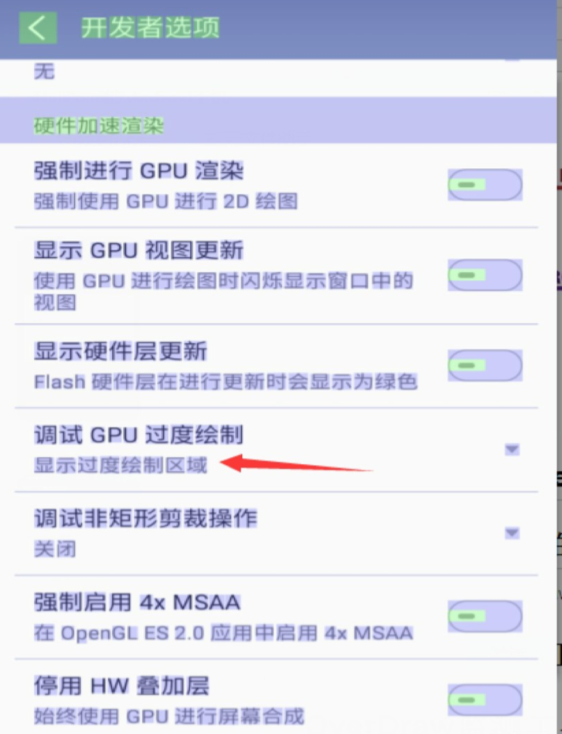 开发者选项
无
硬件加速渲染
强制进行 GPU 渲染
强制使用 GPU 进行 2D 绘图
显示 GPU 视图更新
使用 GPU 进行绘图时闪烁显示窗口中的
视图
显示硬件层更新
Flash 硬件层在进行更新时会显示为绿色
调试 GPU 过度绘制
显示过度绘制区域
调试非矩形剪裁操作
关闭
强制启用 4x MSAA
在 OpenGL ES 2.0 应用中启用 4x MSAA
停用 HW 叠加层
始终使用 GPU 进行屏幕合成